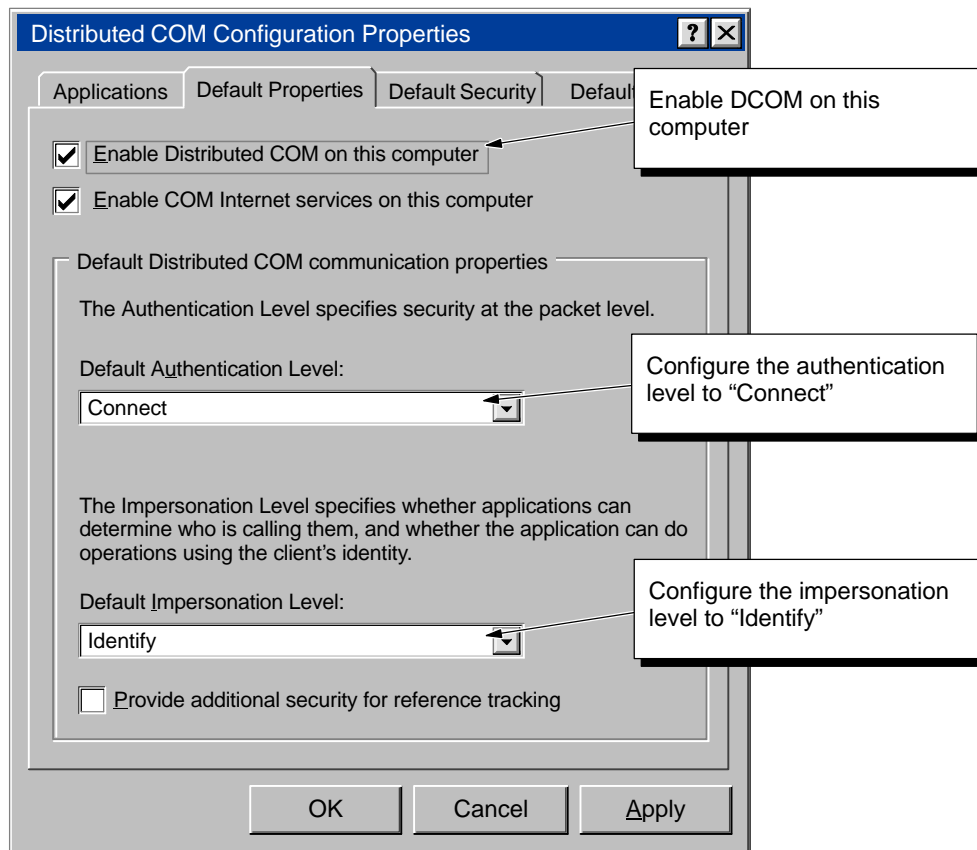 Distributed COM Configuration Properties
Applications
Default Properties
Default Security
Default
Enable DCOM on this
computer
Enable Distributed COM on this computer
Enable COM Internet services on this computer
Default Distributed COM communication properties
The Authentication Level specifies security at the packet level.
Default Authentication Level:
Connect
Configure the authentication
level to “Connect”
The Impersonation Level specifies whether applications can
determine who is calling them, and whether the application can do
operations using the client’s identity.
Default Impersonation Level:
Identify
Configure the impersonation
level to “Identify”
Provide additional security for reference tracking
OK
Cancel
Apply